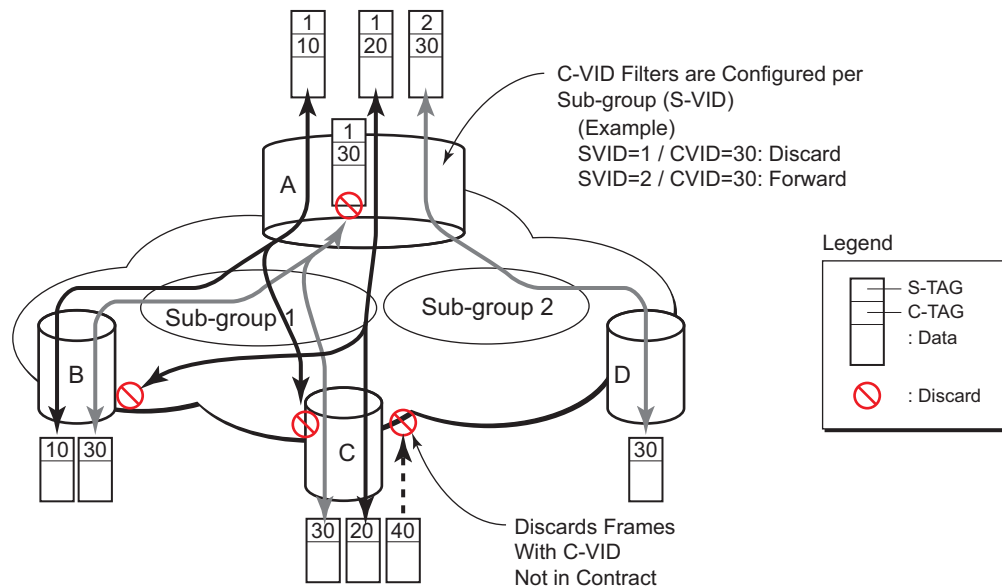 1
10
1
20
2
30
C-VID Filters are Configured per
Sub-group (S-VID)
(Example)
SVID=1 / CVID=30: Discard
SVID=2 / CVID=30: Forward
1
30
A
Legend
S-TAG
C-TAG
: Data
: Discard
Sub-group 1
Sub-group 2
B
D
C
10
30
30
30
20
40
Discards Frames
With C-VID
Not in Contract